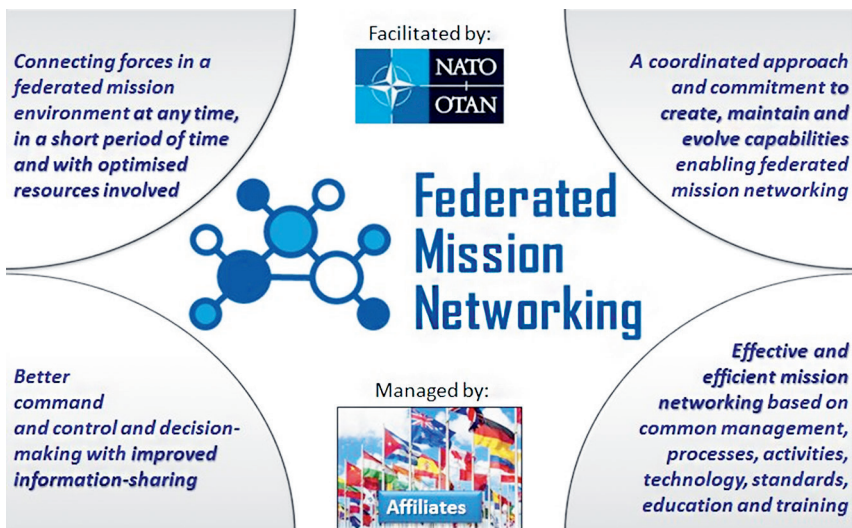 Facilitated by:
NATO
OTAN
Connecting forces in a
federated mission
environment at any time,
in a short period of time
and with optimised
resources involved
A coordinated approach
and commitment to
create, maintain and
evolve capabilities
enabling federated
mission networking
Federated
Mission
Networking
Better
command
and control and decision-
making with improved
information-sharing
Managed by:
Affiliates
Effective and
efficient mission
networking based on
common management,
processes, activities,
technology, standards,
education and training